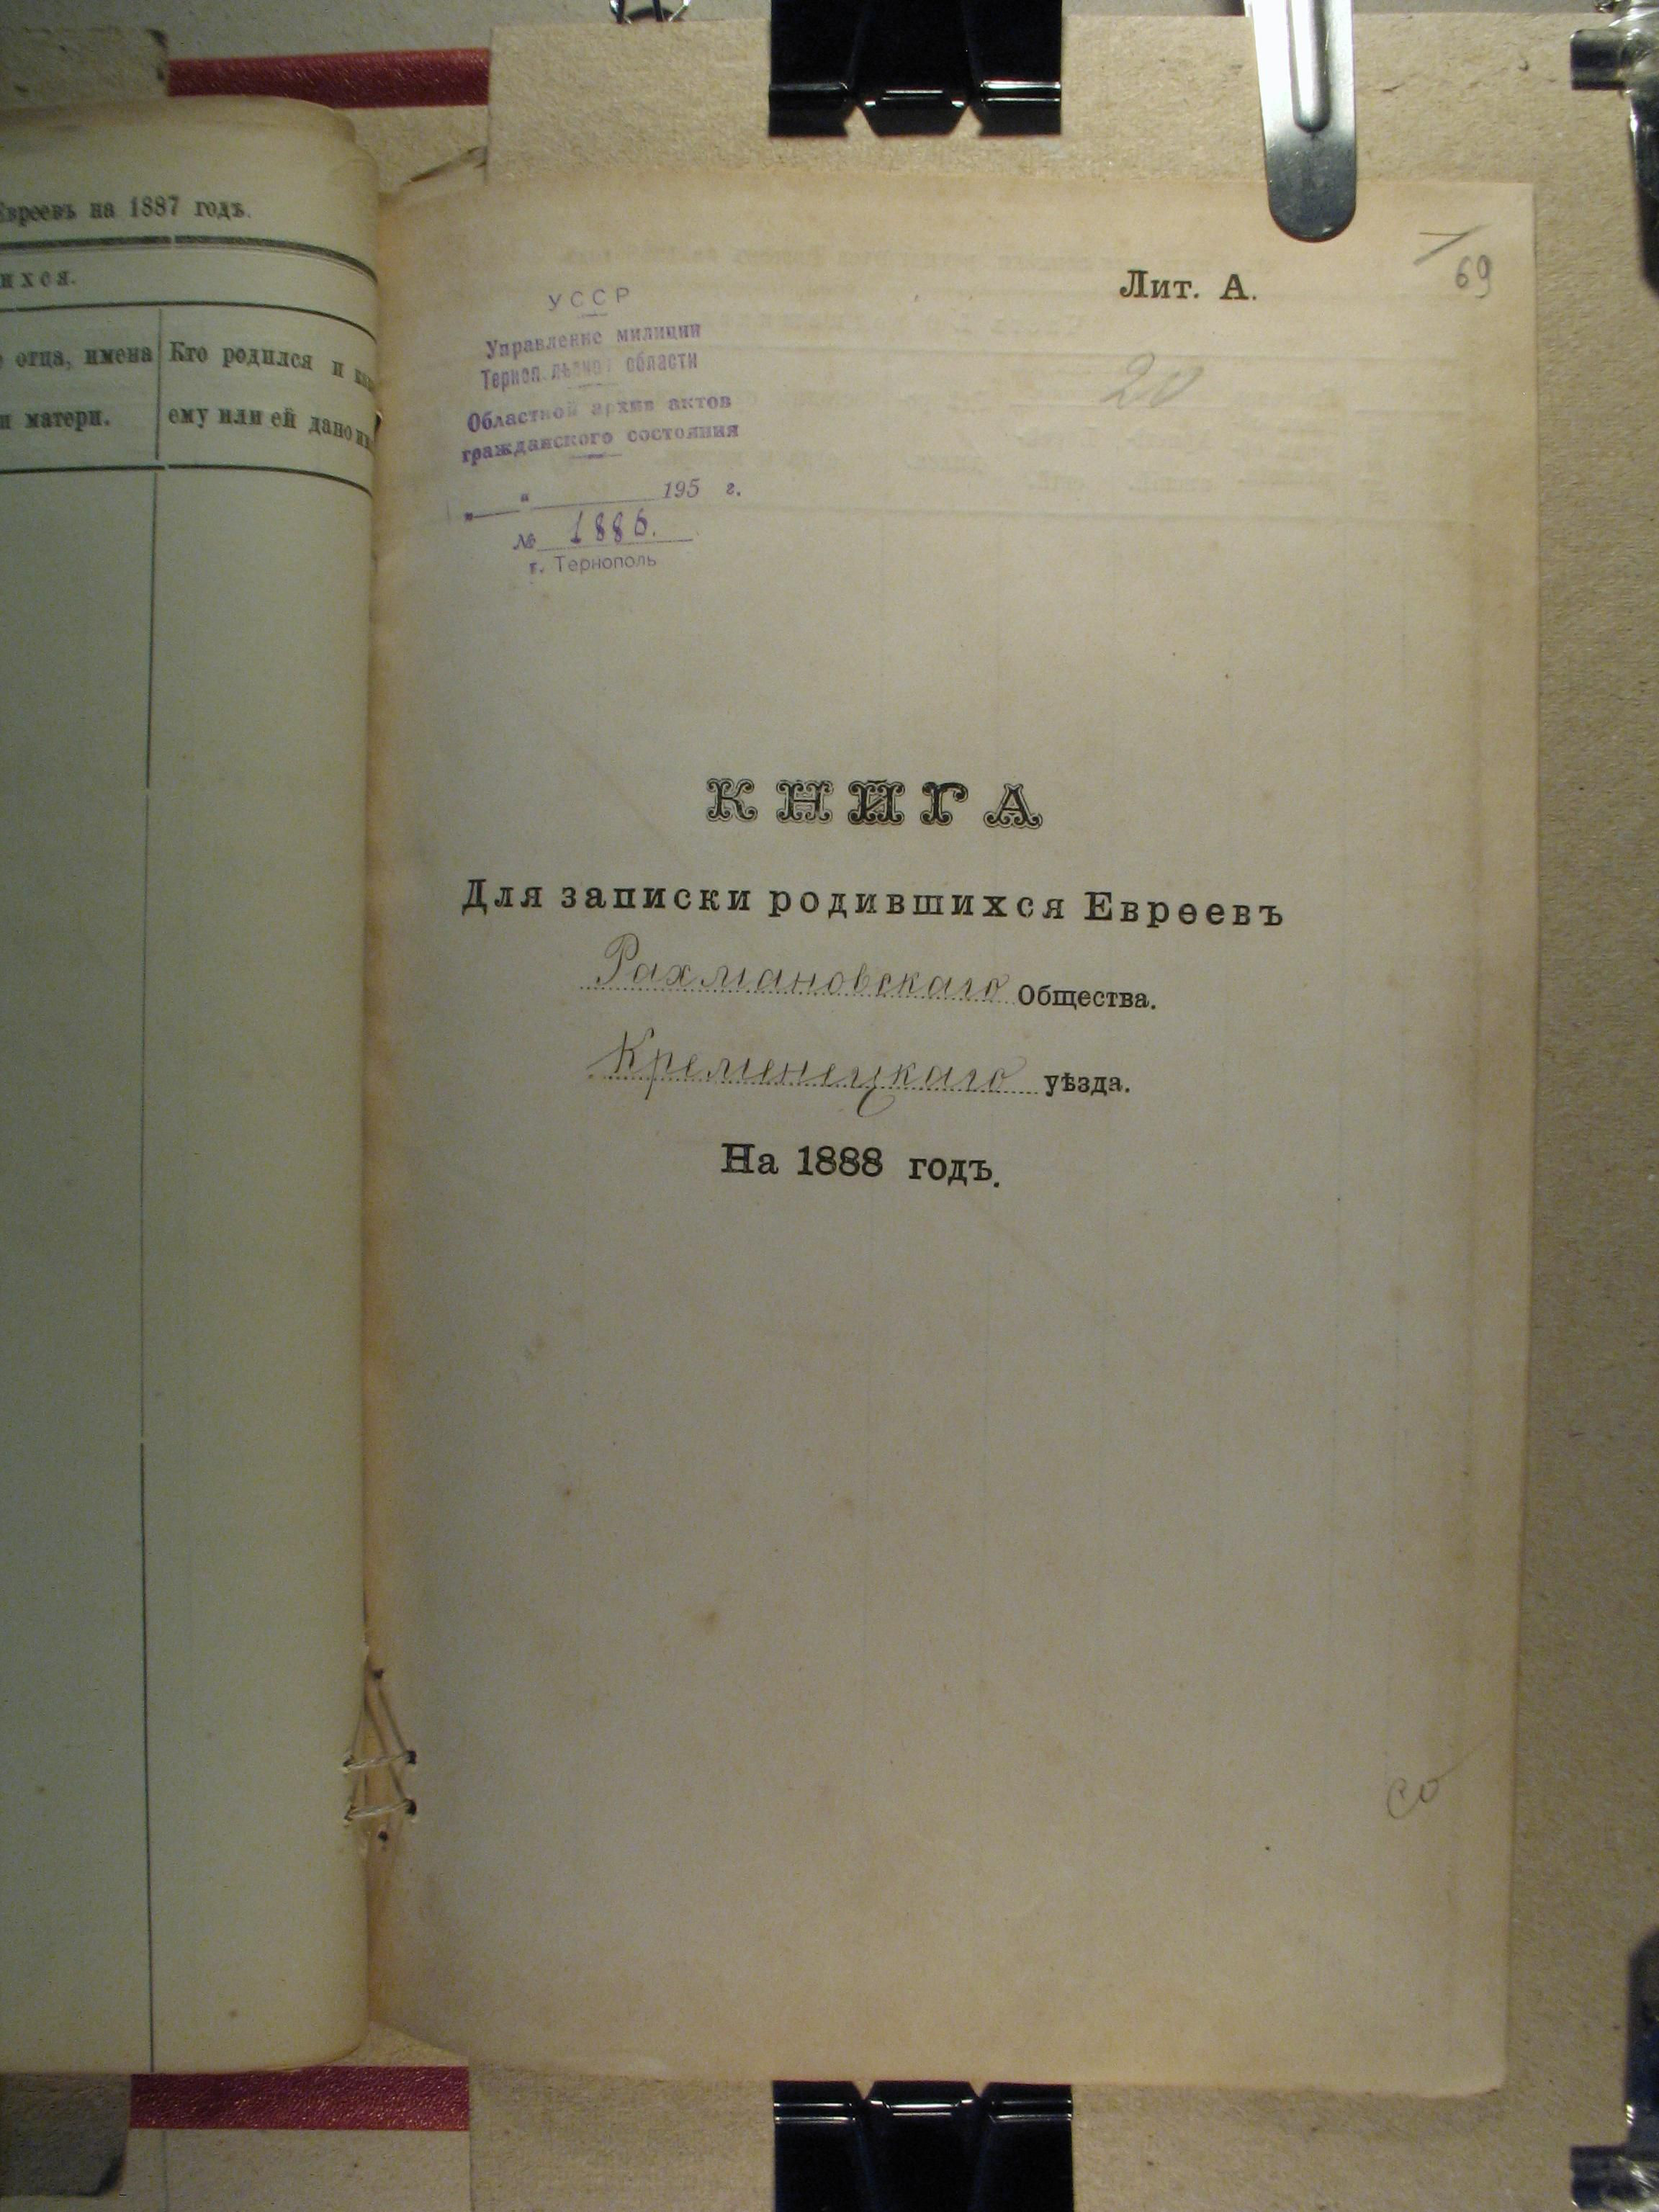 Евреевъ на 1887 годъ.
ихся.
отца, имена
и матери.
Кто родился и
ему или ей дано
Лит. А.
69
20
УССР
Управление милиции
Тернопольской области
Областной архив актов
гражданского состояния
" " 195 г.
№ 1886.
г. Тернополь
КНИГА
Для записки родившихся Евреевъ
Рахмановскаго Общества.
Кременецкаго уѣзда.
На 1888 годъ.